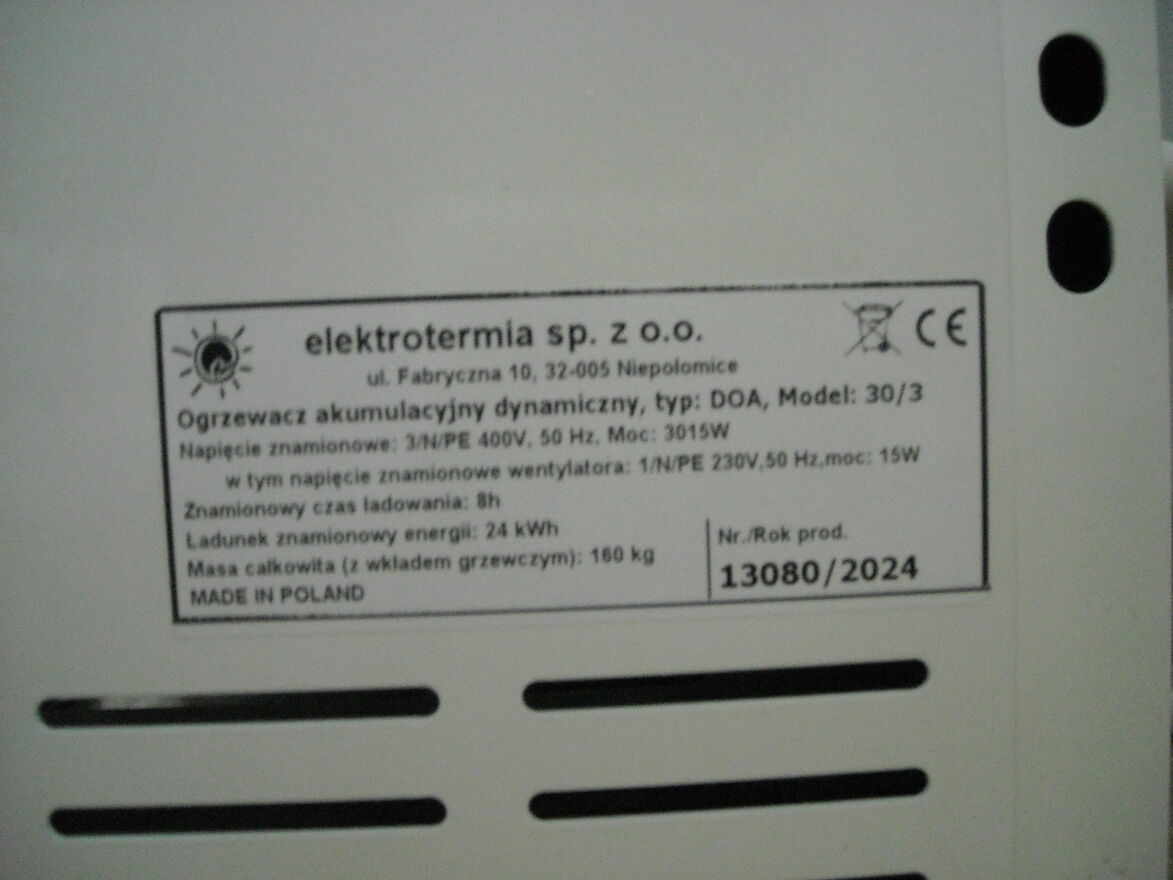 elektrotermia sp. z o.o.
ul. Fabryczna 10, 32-005 Niepołomice
Ogrzewacz akumulacyjny dynamiczny, typ: DOA, Model: 30/3
Napięcie znamionowe: 3/N/PE 400V, 50 Hz, Moc: 3015W
w tym napięcie znamionowe wentylatora: 1/N/PE 230V,50 Hz,moc: 15W
Znamionowy czas ładowania: 8h
Ładunek znamionowy energii: 24 kWh
Masa całkowita (z wkładem grzewczym): 160 kg
MADE IN POLAND
Nr./Rok prod.
13080/2024
CE